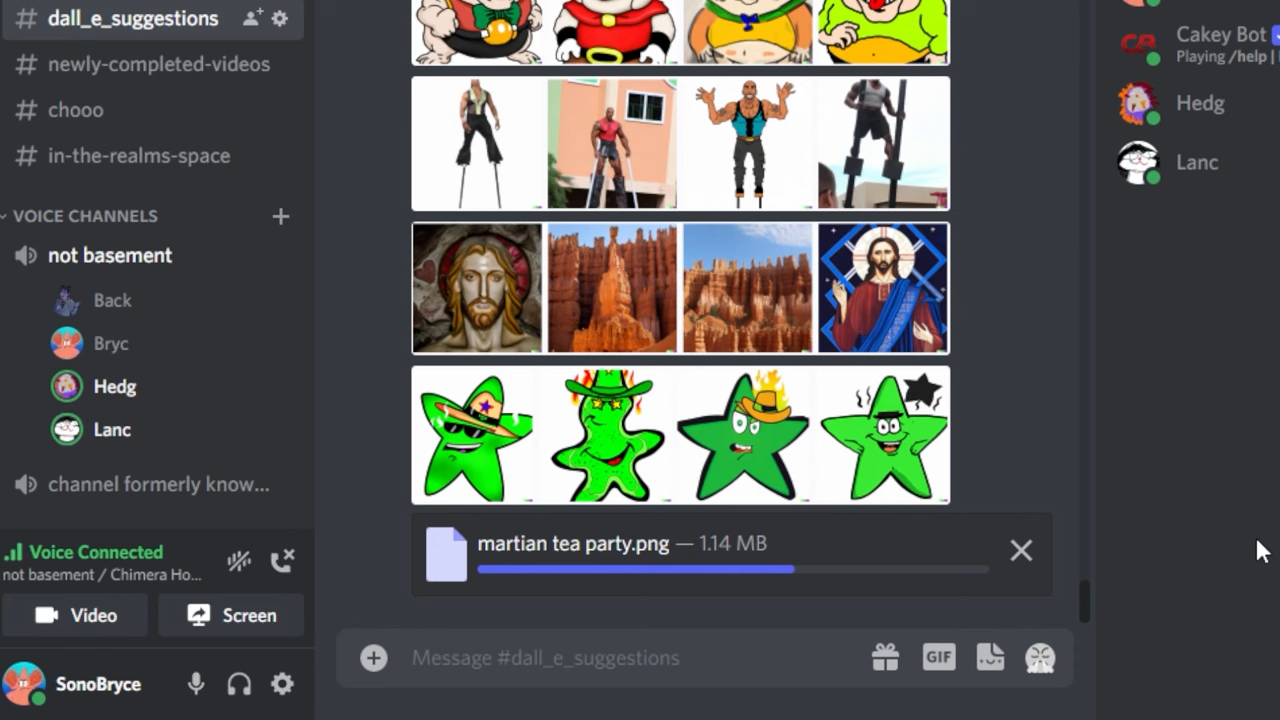 # dall_e_suggestions
# newly-completed-videos
# chooo
# in-the-realms-space
VOICE CHANNELS
not basement
Back
Bryc
Hedg
Lanc
channel formerly know...
Voice Connected
not basement / Chimera Ho...
Video
Screen
SonoBryce
martian tea party.png — 1.14 MB
Message #dall_e_suggestions
GIF
Cakey Bot
Playing /help |
Hedg
Lanc